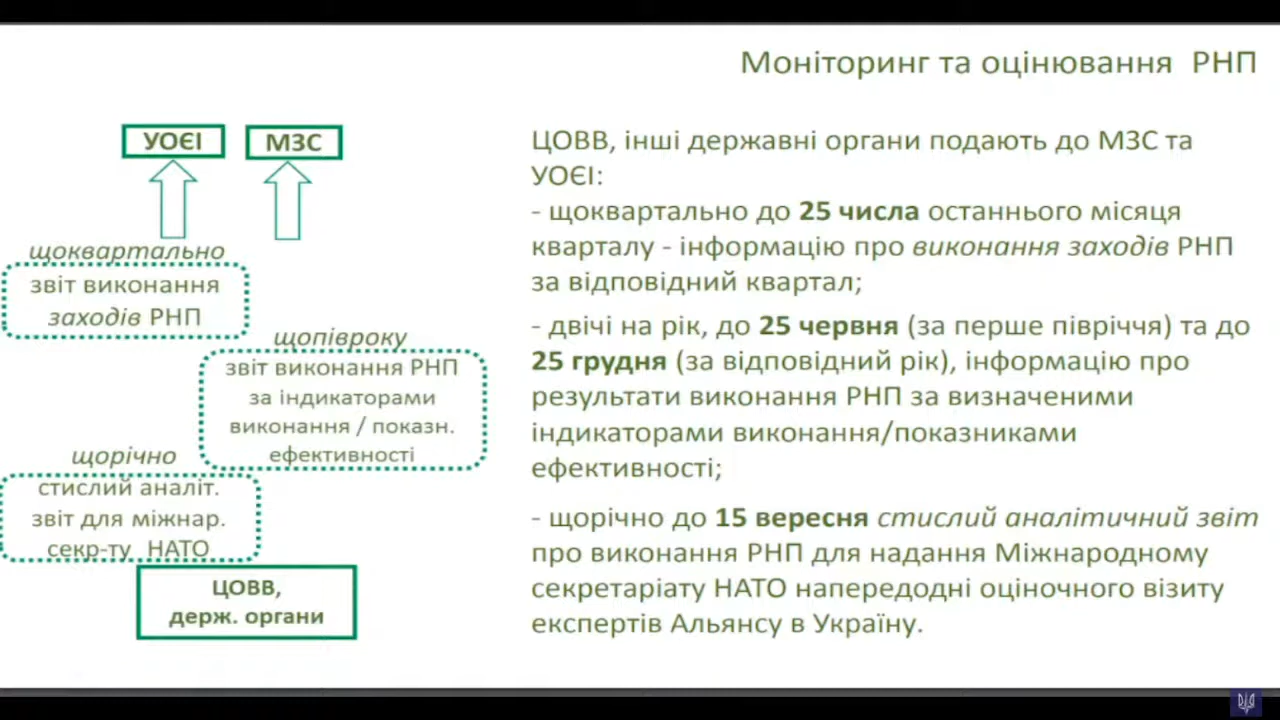 Моніторинг та оцінювання РНП
УОЄІ
МЗС
щоквартально
звіт виконання
заходів РНП
щопівроку
звіт виконання РНП
за індикаторами
виконання / показн.
ефективності
щорічно
стислий аналіт.
звіт для міжнар.
секр-ту НАТО
ЦОВВ,
держ. органи
ЦОВВ, інші державні органи подають до МЗС та
УОЄІ:
- щоквартально до 25 числа останнього місяця
кварталу - інформацію про виконання заходів РНП
за відповідний квартал;
- двічі на рік, до 25 червня (за перше півріччя) та до
25 грудня (за відповідний рік), інформацію про
результати виконання РНП за визначеними
індикаторами виконання/показниками
ефективності;
- щорічно до 15 вересня стислий аналітичний звіт
про виконання РНП для надання Міжнародному
секретаріату НАТО напередодні оціночного візиту
експертів Альянсу в Україну.